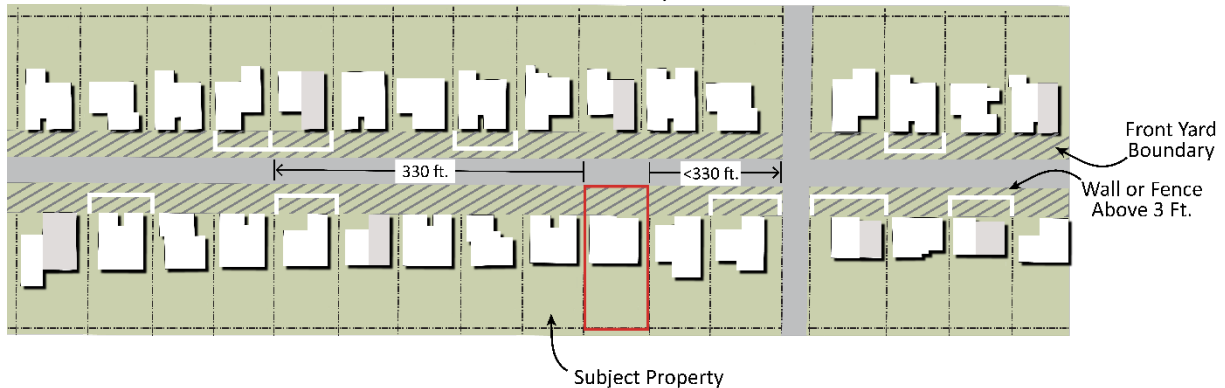 330 ft.
<330 ft.
Front Yard
Boundary
Wall or Fence
Above 3 Ft.
Subject Property